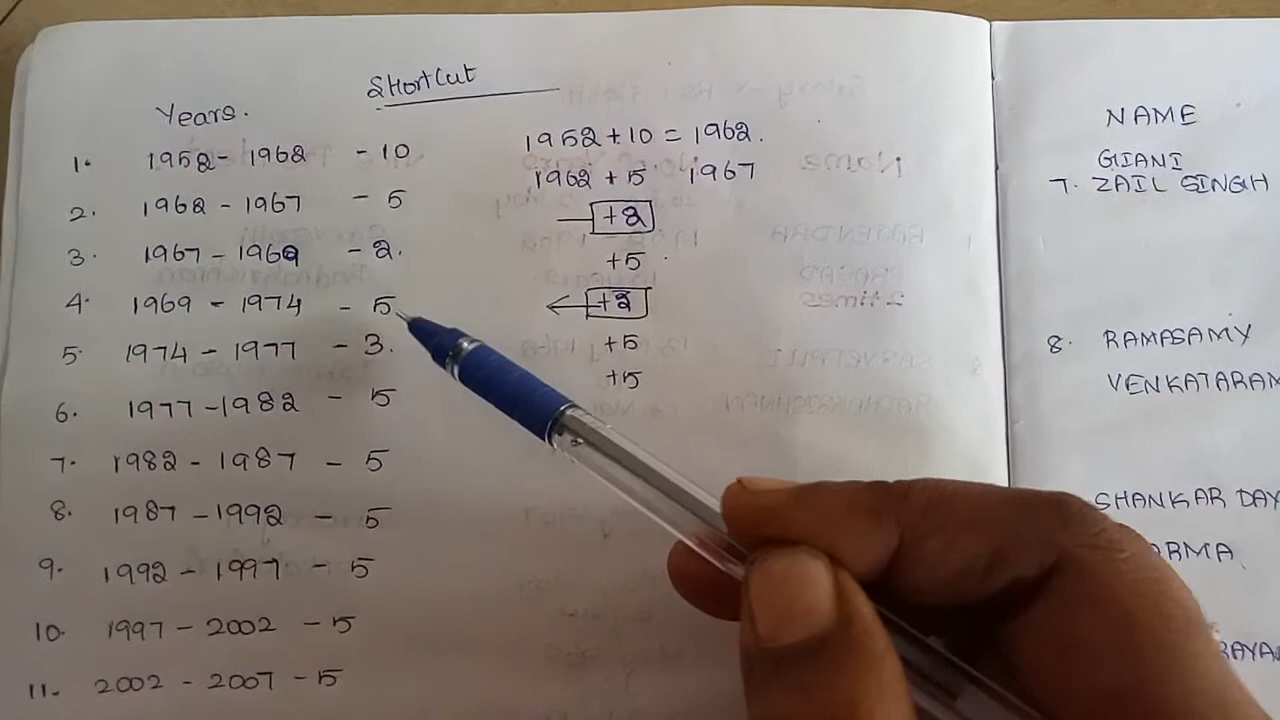 Shortcut
Years.
1. 1952 - 1962 - 10
2. 1962 - 1967 - 5
3. 1967 - 1969 - 2.
4. 1969 - 1974 - 5
5. 1974 - 1977 - 3.
6. 1977 - 1982 - 5
7. 1982 - 1987 - 5
8. 1987 - 1992 - 5
9. 1992 - 1997 - 5
10. 1997 - 2002 - 5
11. 2002 - 2007 - 5
1952 + 10 = 1962.
1962 + 5 1967
+2
+5
+2
+5
+5
NAME
GIANI
7. ZAIL SINGH
8. RAMASAMY
VENKATARAM
SHANKAR DAY
ARMA
RAYA